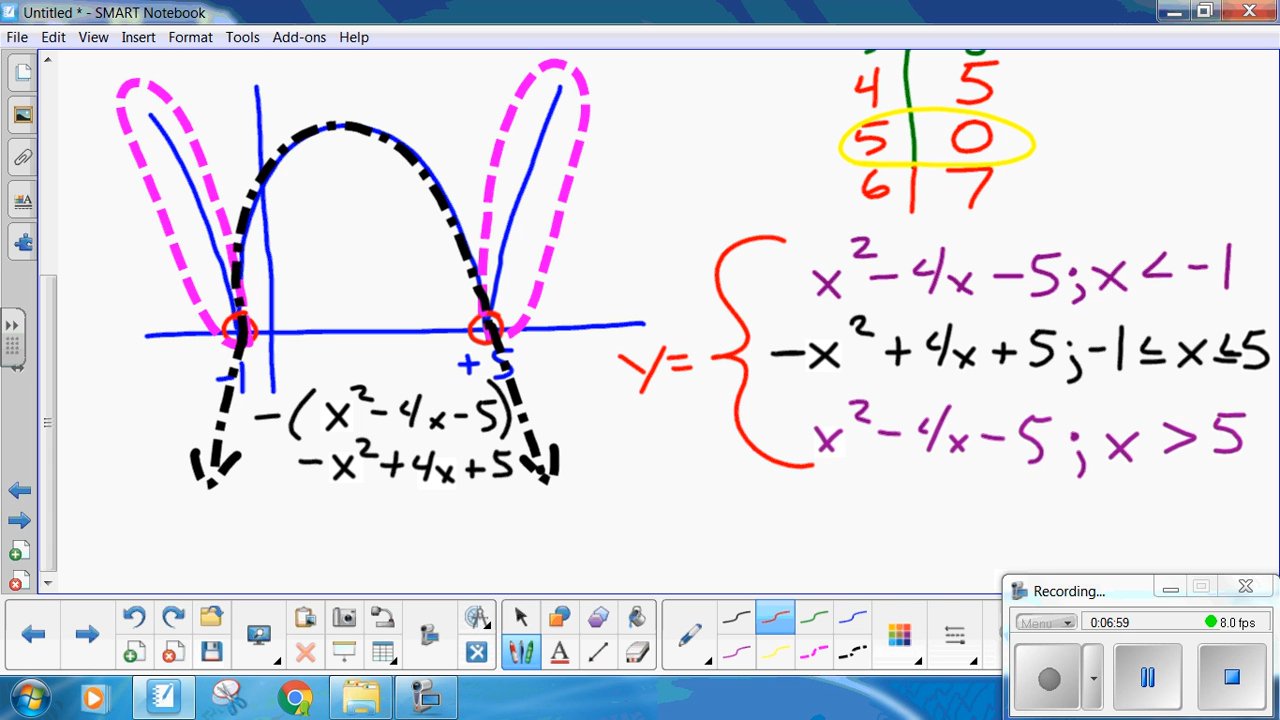 Untitled * - SMART Notebook
File Edit View Insert Format Tools Add-ons Help
4 | 5
5 | 0
6 | 7
-1
+5
-(x²-4x-5)
-x²+4x+5
y= { x²-4x-5; x < -1
-x²+4x+5; -1 ≤ x ≤ 5
x²-4x-5; x > 5
Recording...
Menu
0:06:59
8.0 fps
A